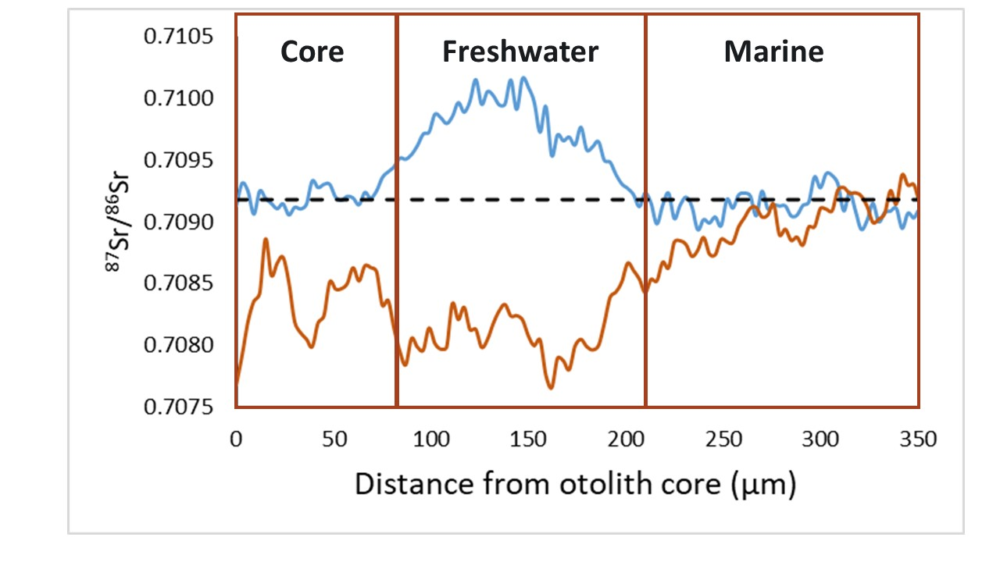 Core Freshwater Marine
0.7105
0.7100
0.7095
0.7090
0.7085
0.7080
0.7075
⁸⁷Sr/⁸⁶Sr
0 50 100 150 200 250 300 350
Distance from otolith core (µm)